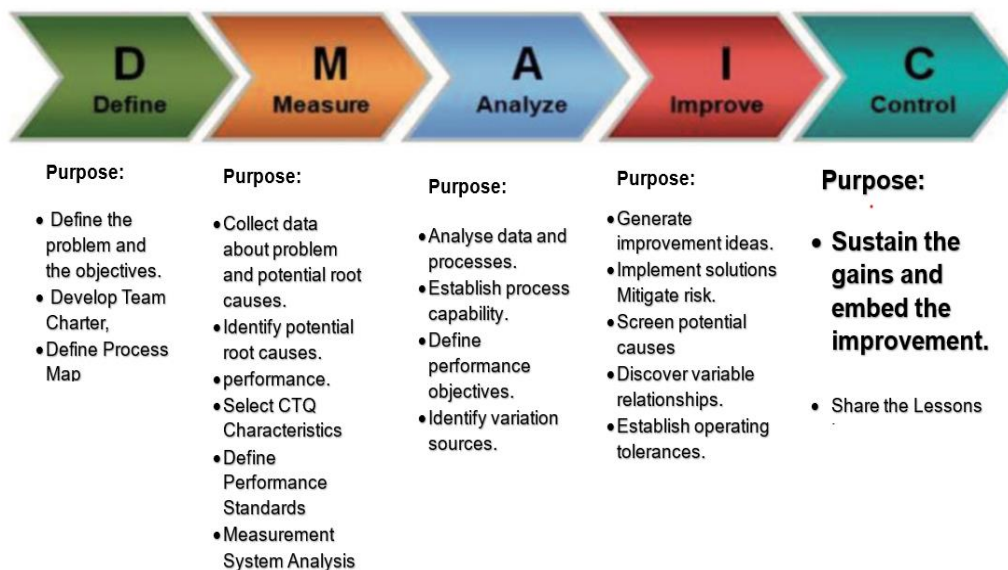 D
Define
M
Measure
A
Analyze
I
Improve
C
Control
Purpose:
• Define the
problem and
the objectives.
• Develop Team
Charter,
• Define Process
Map
Purpose:
• Collect data
about problem
and potential root
causes.
• Identify potential
root causes.
• performance.
• Select CTQ
Characteristics
• Define
Performance
Standards
• Measurement
System Analysis
Purpose:
• Analyse data and
processes.
• Establish process
capability.
• Define
performance
objectives.
• Identify variation
sources.
Purpose:
• Generate
improvement ideas.
• Implement solutions
Mitigate risk.
• Screen potential
causes
• Discover variable
relationships.
• Establish operating
tolerances.
Purpose:
• Sustain the
gains and
embed the
improvement.
• Share the Lessons